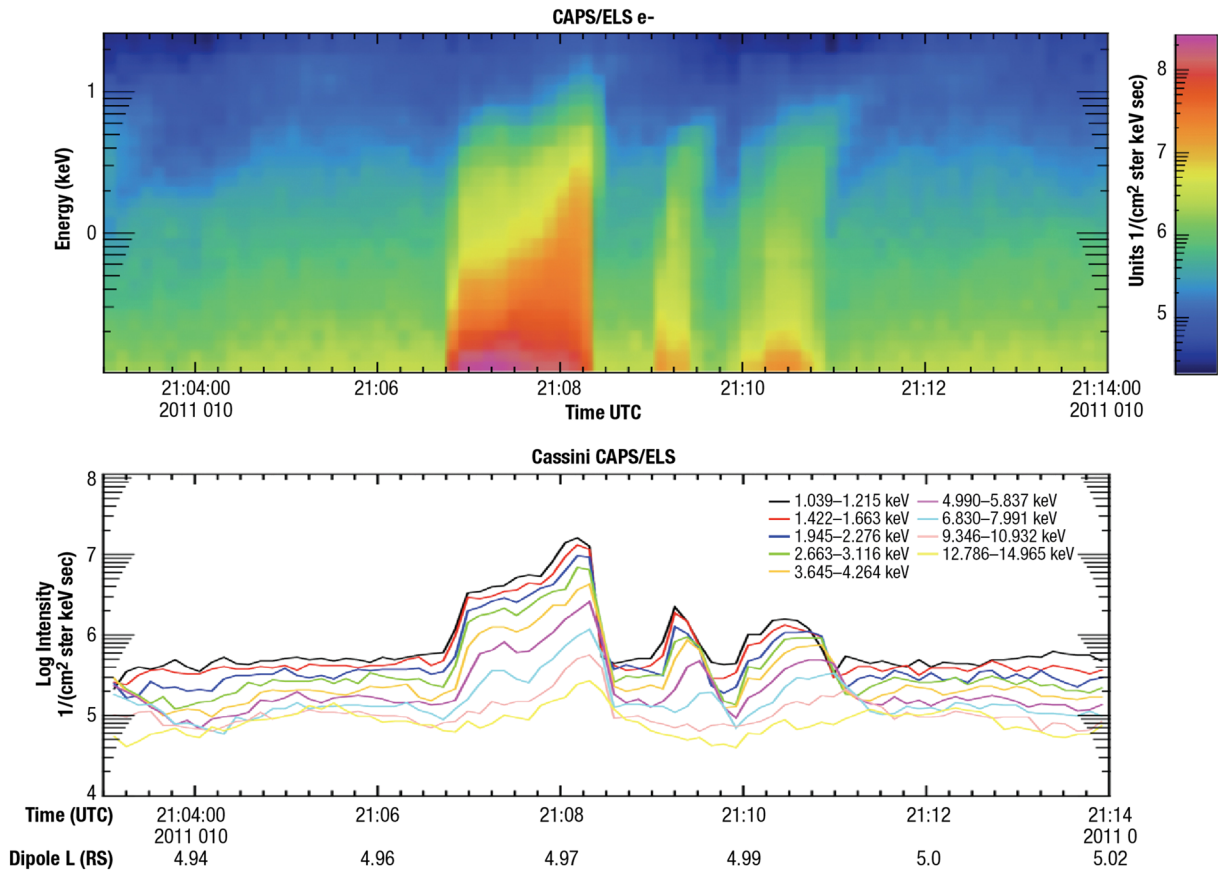 CAPS/ELS e-
Energy (keV)
1
0
21:04:00
2011 010
21:06
21:08
21:10
21:12
21:14:00
2011 010
Time UTC
Units 1/(cm² ster keV sec)
8
7
6
5
Cassini CAPS/ELS
Log Intensity
1/(cm² ster keV sec)
8
7
6
5
4
1.039–1.215 keV
1.422–1.663 keV
1.945–2.276 keV
2.663–3.116 keV
3.645–4.264 keV
4.990–5.837 keV
6.830–7.991 keV
9.346–10.932 keV
12.786–14.965 keV
Time (UTC)
21:04:00
2011 010
21:06
21:08
21:10
21:12
21:14
2011 0
Dipole L (RS)
4.94
4.96
4.97
4.99
5.0
5.02